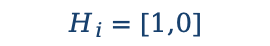 H_i = [1,0]